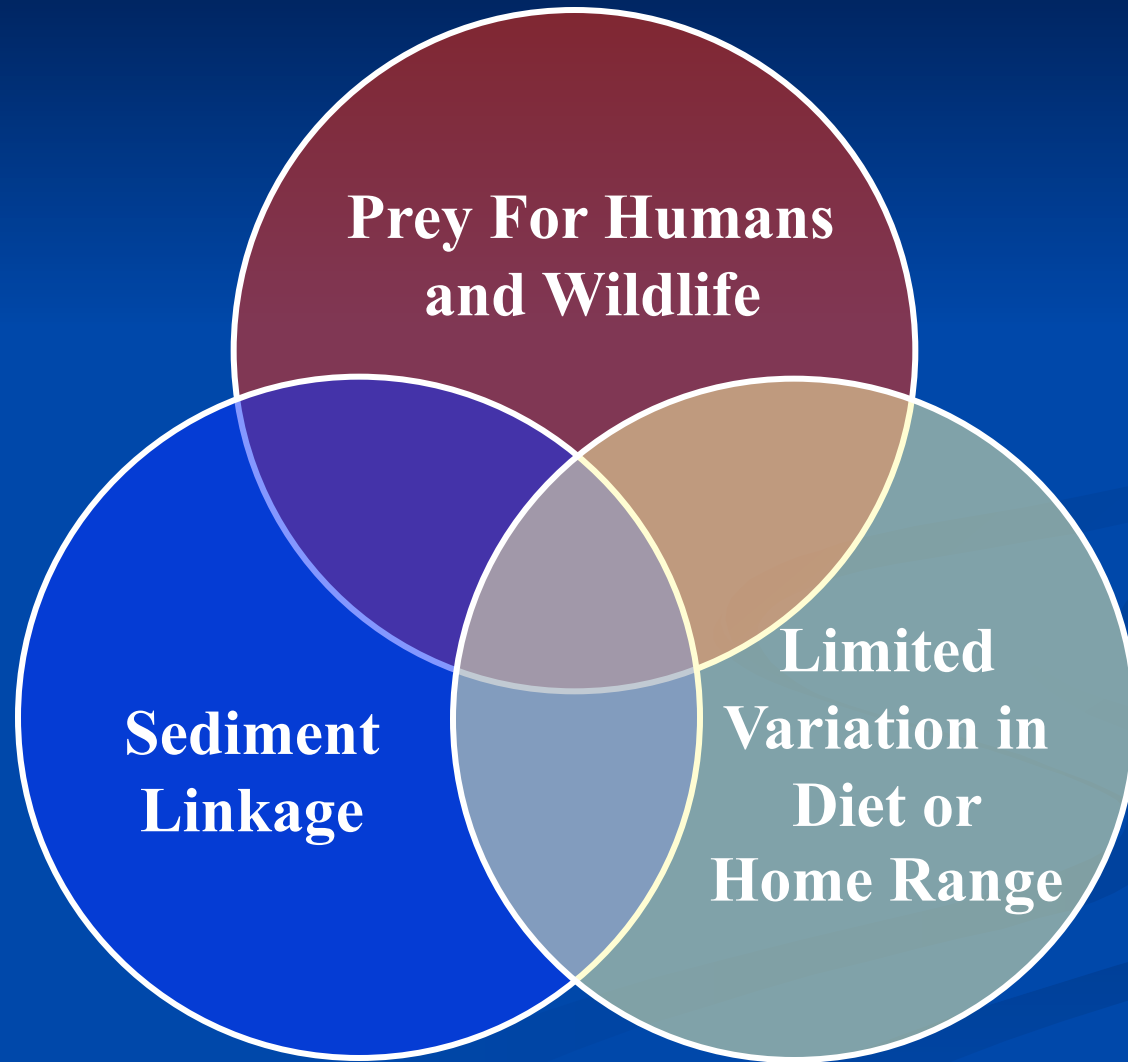 Prey For Humans
and Wildlife
Sediment
Linkage
Limited
Variation in
Diet or
Home Range